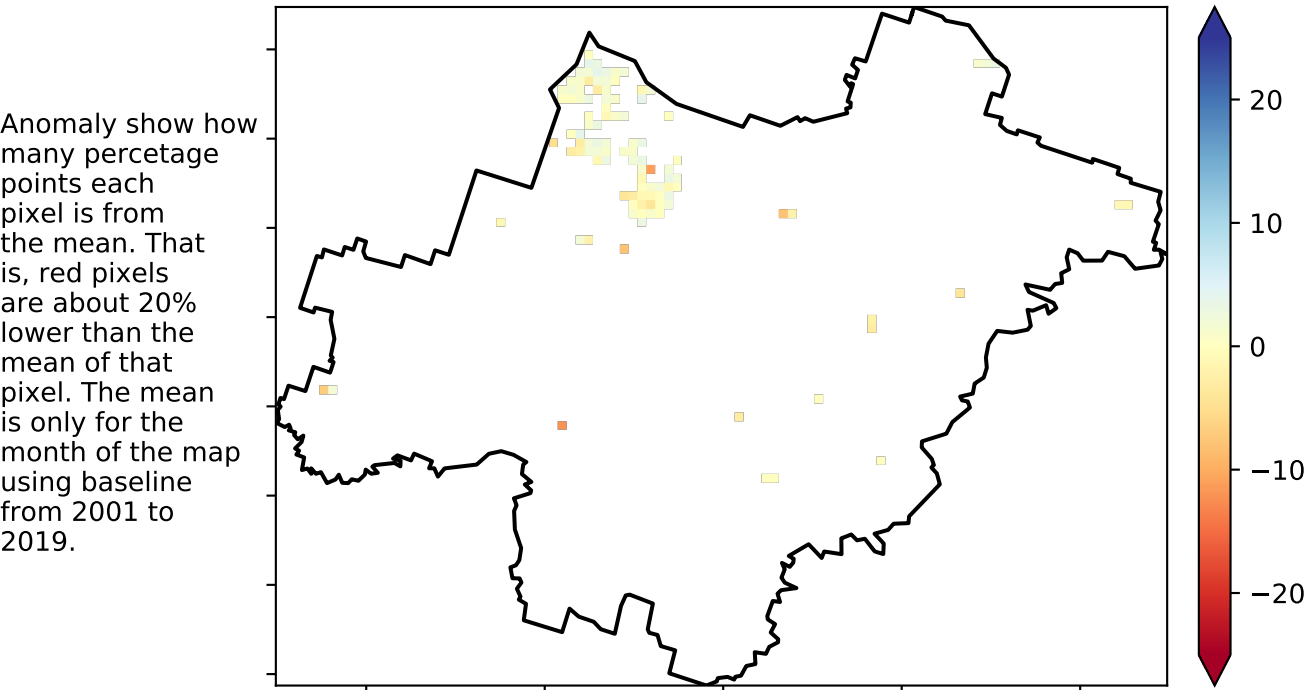 Anomaly show how
many percetage
points each
pixel is from
the mean. That
is, red pixels
are about 20%
lower than the
mean of that
pixel. The mean
is only for the
month of the map
using baseline
from 2001 to
2019.
20
10
0
−10
−20